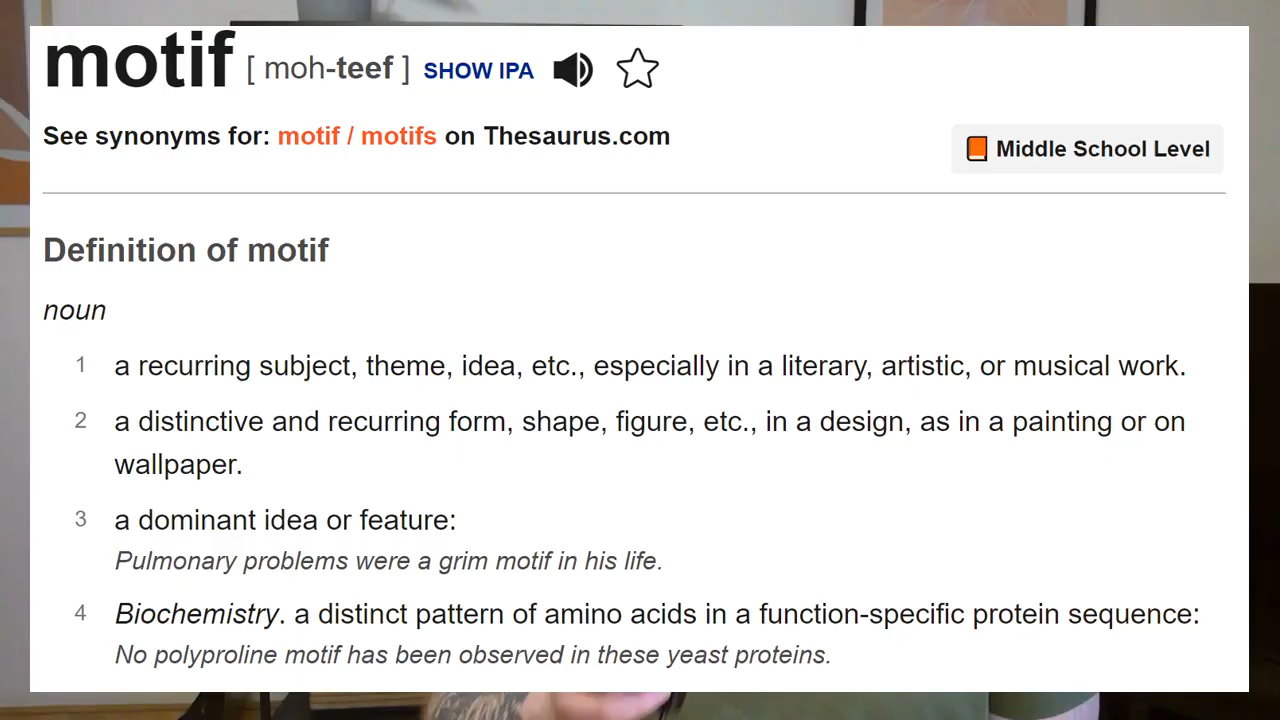 motif [ moh-teef ] SHOW IPA
See synonyms for: motif / motifs on Thesaurus.com
Middle School Level
Definition of motif
noun
1 a recurring subject, theme, idea, etc., especially in a literary, artistic, or musical work.
2 a distinctive and recurring form, shape, figure, etc., in a design, as in a painting or on
wallpaper.
3 a dominant idea or feature:
Pulmonary problems were a grim motif in his life.
4 Biochemistry. a distinct pattern of amino acids in a function-specific protein sequence:
No polyproline motif has been observed in these yeast proteins.